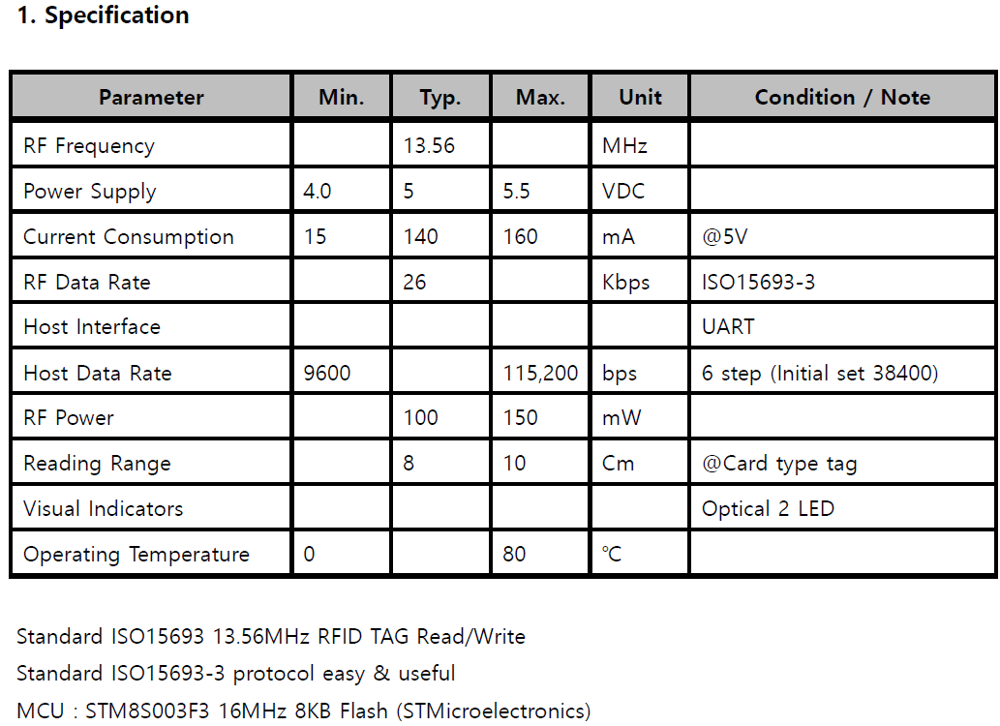 1. Specification
Parameter Min. Typ. Max. Unit Condition / Note
RF Frequency 13.56 MHz
Power Supply 4.0 5 5.5 VDC
Current Consumption 15 140 160 mA @5V
RF Data Rate 26 Kbps ISO15693-3
Host Interface UART
Host Data Rate 9600 115,200 bps 6 step (Initial set 38400)
RF Power 100 150 mW
Reading Range 8 10 Cm @Card type tag
Visual Indicators Optical 2 LED
Operating Temperature 0 80 ℃
Standard ISO15693 13.56MHz RFID TAG Read/Write
Standard ISO15693-3 protocol easy & useful
MCU : STM8S003F3 16MHz 8KB Flash (STMicroelectronics)